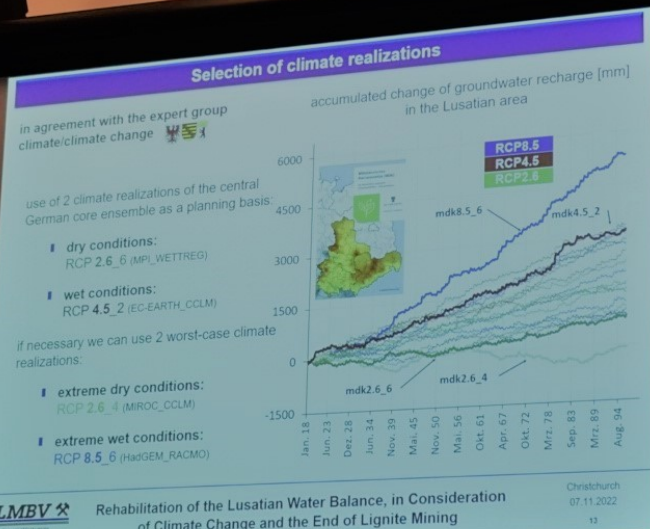 Selection of climate realizations
in agreement with the expert group
climate/climate change
use of 2 climate realizations of the central
German core ensemble as a planning basis:
dry conditions:
RCP 2.6_6 (MPI_WETTREG)
wet conditions:
RCP 4.5_2 (EC-EARTH_CCLM)
if necessary we can use 2 worst-case climate
realizations:
extreme dry conditions:
RCP 2.6_4 (MIROC_CCLM)
extreme wet conditions:
RCP 8.5_6 (HadGEM_RACMO)
accumulated change of groundwater recharge [mm]
in the Lusatian area
RCP8.5
RCP4.5
RCP2.6
6000
4500
3000
1500
0
-1500
mdk8.5_6
mdk4.5_2
mdk2.6_6
mdk2.6_4
Jan. 18
Jun. 23
Dez. 28
Jun. 34
Nov. 39
Mai. 45
Nov. 50
Mai. 56
Okt. 61
Apr. 67
Okt. 72
Mrz. 78
Sep. 83
Mrz. 89
Aug. 94
LMBV
Rehabilitation of the Lusatian Water Balance, in Consideration
of Climate Change and the End of Lignite Mining
Christchurch
07.11.2022
13